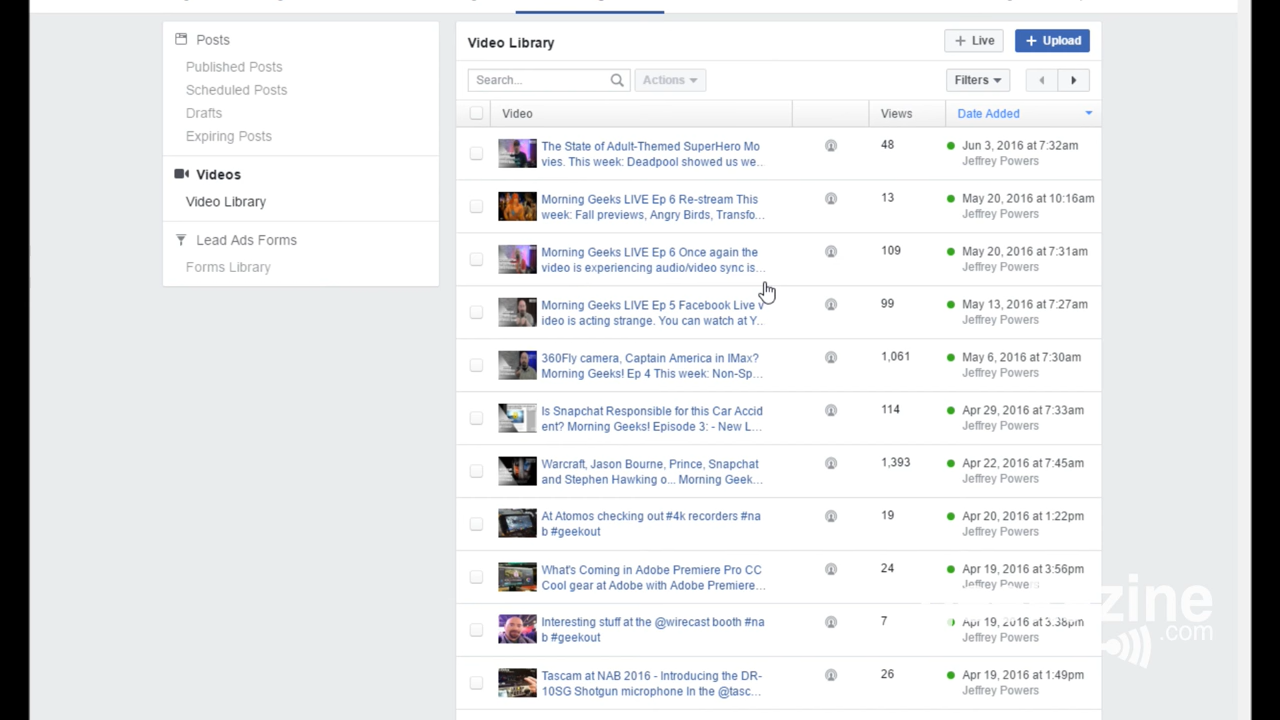 Posts
Published Posts
Scheduled Posts
Drafts
Expiring Posts
Videos
Video Library
Lead Ads Forms
Forms Library
Video Library
+ Live
+ Upload
Search...
Actions
Filters
Video
Views
Date Added
The State of Adult-Themed SuperHero Mo
vies. This week: Deadpool showed us we...
48
Jun 3, 2016 at 7:32am
Jeffrey Powers
Morning Geeks LIVE Ep 6 Re-stream This
week: Fall previews, Angry Birds, Transfo...
13
May 20, 2016 at 10:16am
Jeffrey Powers
Morning Geeks LIVE Ep 6 Once again the
video is experiencing audio/video sync is...
109
May 20, 2016 at 7:31am
Jeffrey Powers
Morning Geeks LIVE Ep 5 Facebook Live v
ideo is acting strange. You can watch at Y...
99
May 13, 2016 at 7:27am
Jeffrey Powers
360Fly camera, Captain America in IMax?
Morning Geeks! Ep 4 This week: Non-Sp...
1,061
May 6, 2016 at 7:30am
Jeffrey Powers
Is Snapchat Responsible for this Car Accid
ent? Morning Geeks! Episode 3: - New L...
114
Apr 29, 2016 at 7:33am
Jeffrey Powers
Warcraft, Jason Bourne, Prince, Snapchat
and Stephen Hawking o... Morning Geek...
1,393
Apr 22, 2016 at 7:45am
Jeffrey Powers
At Atomos checking out #4k recorders #na
b #geekout
19
Apr 20, 2016 at 1:22pm
Jeffrey Powers
What's Coming in Adobe Premiere Pro CC
Cool gear at Adobe with Adobe Premiere...
24
Apr 19, 2016 at 3:56pm
Jeffrey Powers
Interesting stuff at the @wirecast booth #na
b #geekout
7
Apr 19, 2016 at 3:38pm
Jeffrey Powers
Tascam at NAB 2016 - Introducing the DR-
10SG Shotgun microphone In the @tasc...
26
Apr 19, 2016 at 1:49pm
Jeffrey Powers
.com